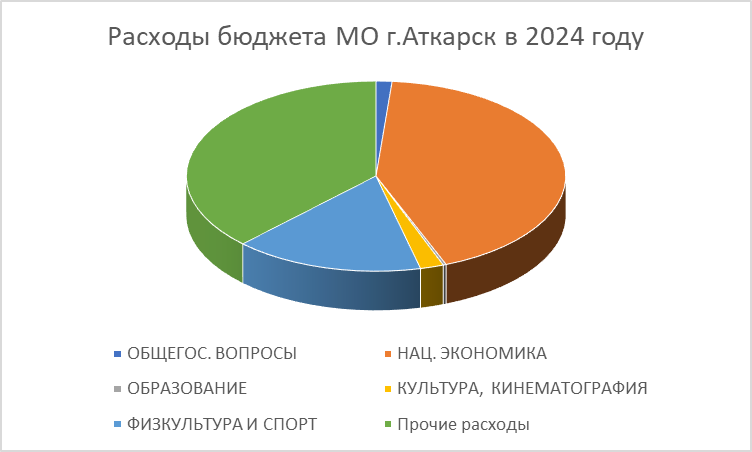 Расходы бюджета МО г.Аткарск в 2024 году
ОБЩЕГОС. ВОПРОСЫ
НАЦ. ЭКОНОМИКА
ОБРАЗОВАНИЕ
КУЛЬТУРА, КИНЕМАТОГРАФИЯ
ФИЗКУЛЬТУРА И СПОРТ
Прочие расходы